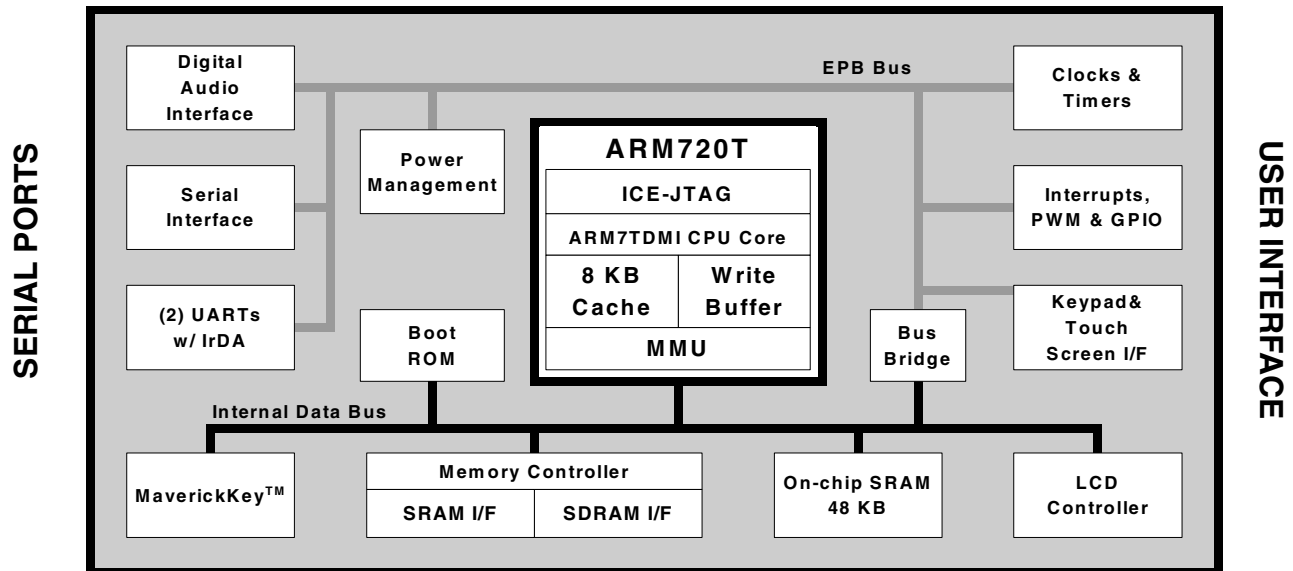 SERIAL PORTS
Digital
Audio
Interface
Serial
Interface
(2) UARTs
w/ IrDA
EPB Bus
Power
Management
ARM720T
ICE-JTAG
ARM7TDMI CPU Core
8 KB
Cache
Write
Buffer
MMU
Boot
ROM
Bus
Bridge
Clocks &
Timers
Interrupts,
PWM & GPIO
Keypad&
Touch
Screen I/F
Internal Data Bus
MaverickKey™
Memory Controller
SRAM I/F
SDRAM I/F
On-chip SRAM
48 KB
LCD
Controller
USER INTERFACE